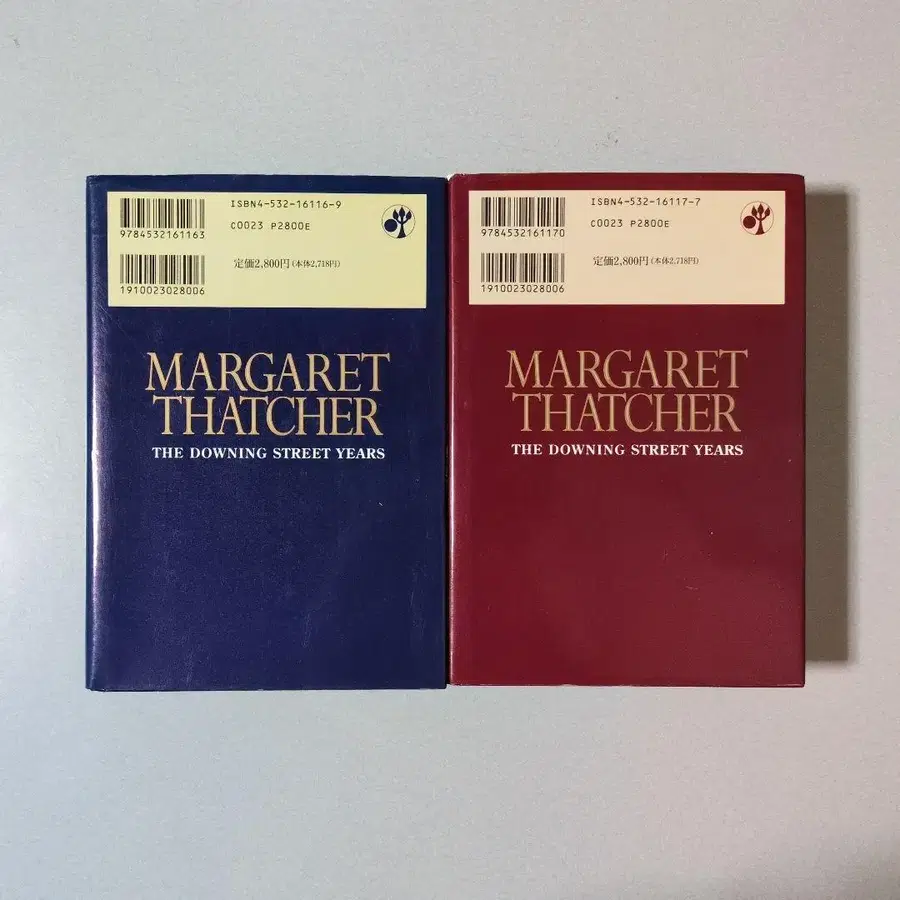 ISBN4-532-16116-9
9784532161163
C0023 P2800E
定価2,800円(本体2,718円)
1910023028006
MARGARET
THATCHER
THE DOWNING STREET YEARS
ISBN4-532-16117-7
9784532161170
C0023 P2800E
定価2,800円(本体2,718円)
1910023028006
MARGARET
THATCHER
THE DOWNING STREET YEARS